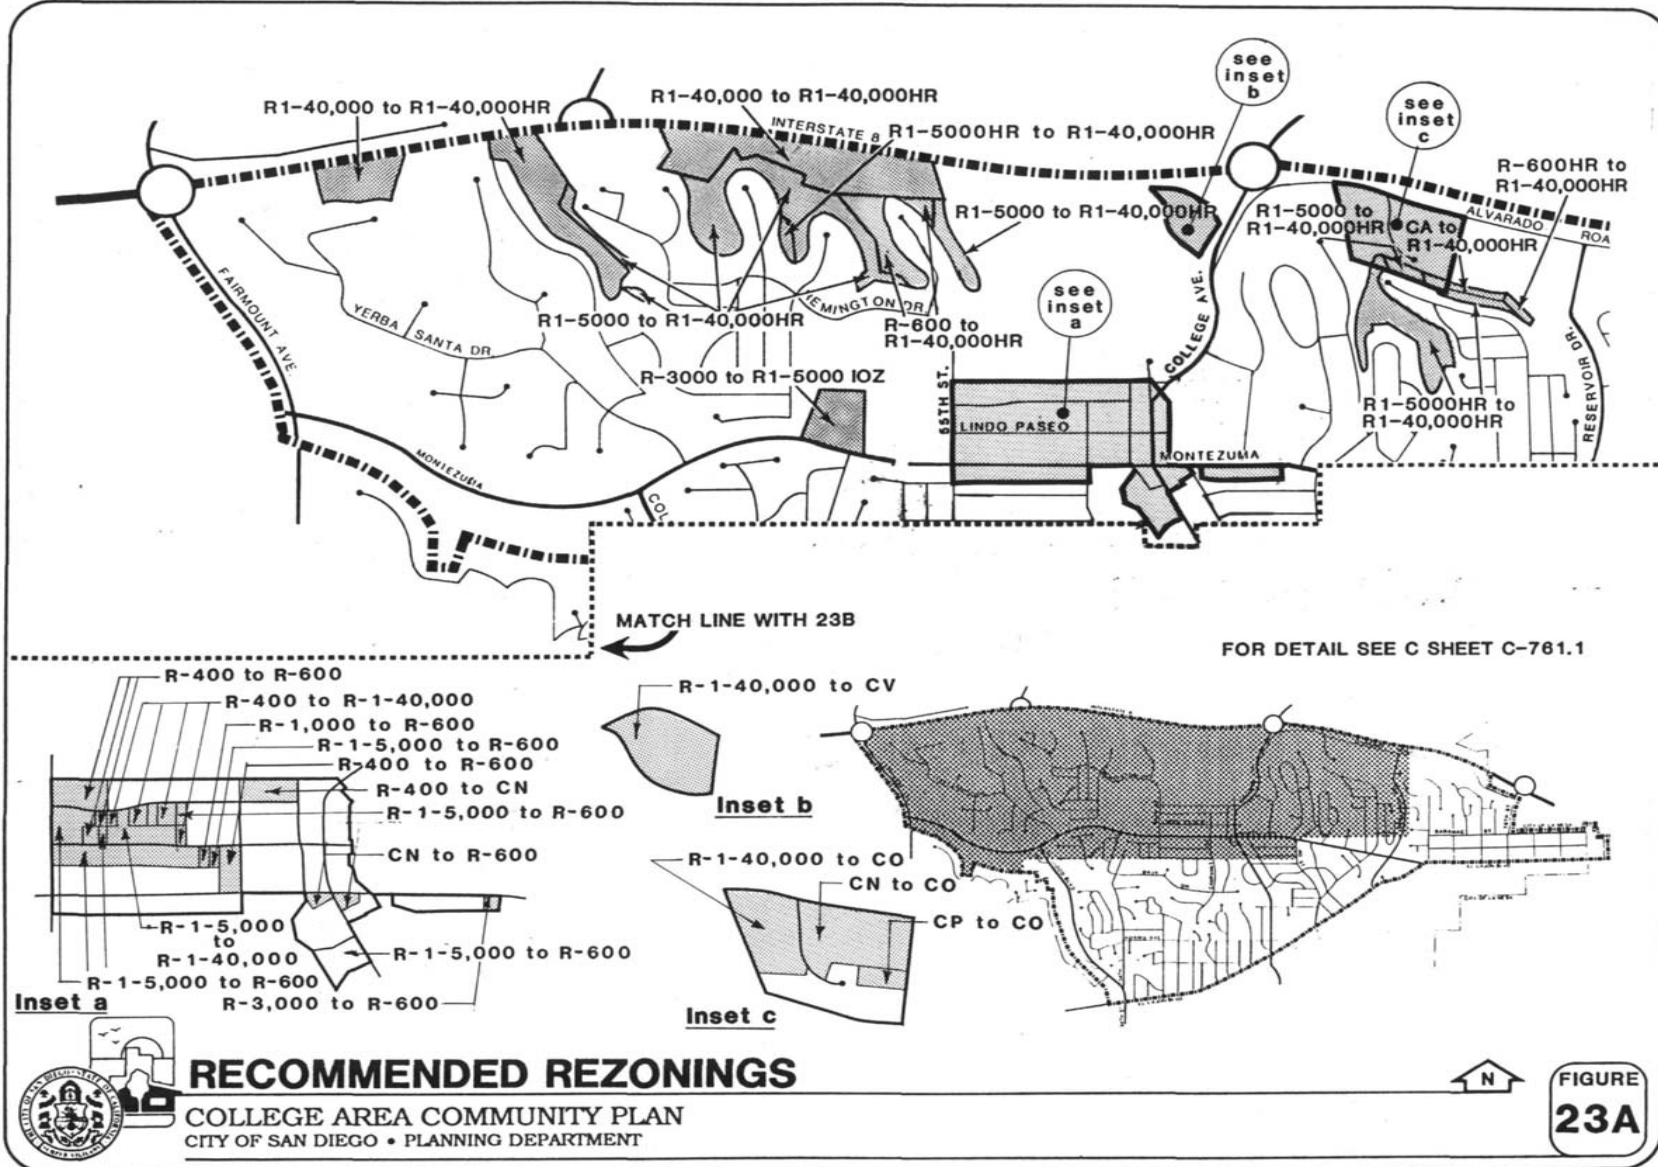 see
inset
b
see
inset
c
R1-40,000 to R1-40,000HR
R1-40,000 to R1-40,000HR
INTERSTATE 8
R1-5000HR to R1-40,000HR
R-600HR to
R1-40,000HR
R1-5000 to R1-40,000HR
R1-5000 to
R1-40,000HR
CA to
R1-40,000HR
ALVARADO
ROA
FAIRMOUNT AVE.
YERBA SANTA DR.
R1-5000 to R1-40,000HR
EMINGTON DR.
R-600 to
R1-40,000HR
see
inset
a
COLLEGE AVE.
RESERVOIR DR.
R-3000 to R1-5000 IOZ
55TH ST.
LINDO PASEO
R1-5000HR to
R1-40,000HR
MONTEZUMA
MONTEZUMA
COL
MATCH LINE WITH 23B
FOR DETAIL SEE C SHEET C-761.1
R-400 to R-600
R-400 to R-1-40,000
R-1,000 to R-600
R-1-5,000 to R-600
R-400 to R-600
R-400 to CN
R-1-5,000 to R-600
CN to R-600
R-1-5,000
to
R-1-40,000
R-1-5,000 to R-600
R-1-5,000 to R-600
R-3,000 to R-600
Inset a
R-1-40,000 to CV
Inset b
R-1-40,000 to CO
CN to CO
CP to CO
Inset c
RECOMMENDED REZONINGS
COLLEGE AREA COMMUNITY PLAN
CITY OF SAN DIEGO • PLANNING DEPARTMENT
N
FIGURE
23A